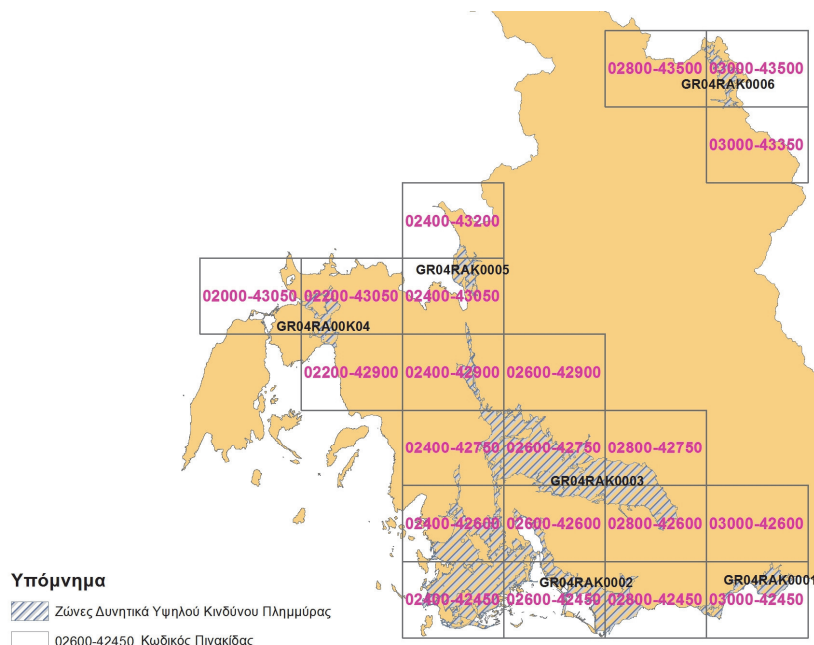 02800-43500 03000-43500
GR04RAK0006
03000-43350
02400-43200
GR04RAK0005
02000-43050 02200-43050 02400-43050
GR04RA00K04
02200-42900 02400-42900 02600-42900
02400-42750 02600-42750 02800-42750
GR04RAK0003
02400-42600 02600-42600 02800-42600 03000-42600
GR04RAK0002 GR04RAK0001
02400-42450 02600-42450 02800-42450 03000-42450
Υπόμνημα
Ζώνες Δυνητικά Υψηλού Κινδύνου Πλημμύρας
02600-42450 Κωδικός Πινακίδας